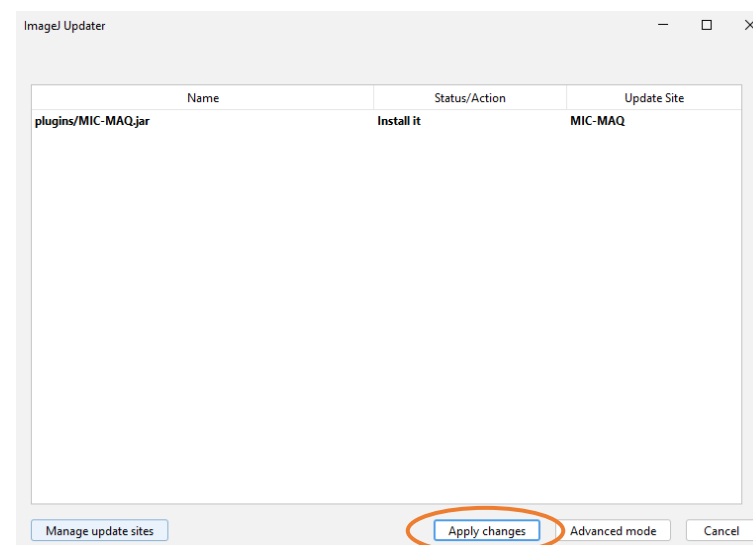 ImageJ Updater
Name Status/Action Update Site
plugins/MIC-MAQ.jar Install it MIC-MAQ
Manage update sites Apply changes Advanced mode Cancel